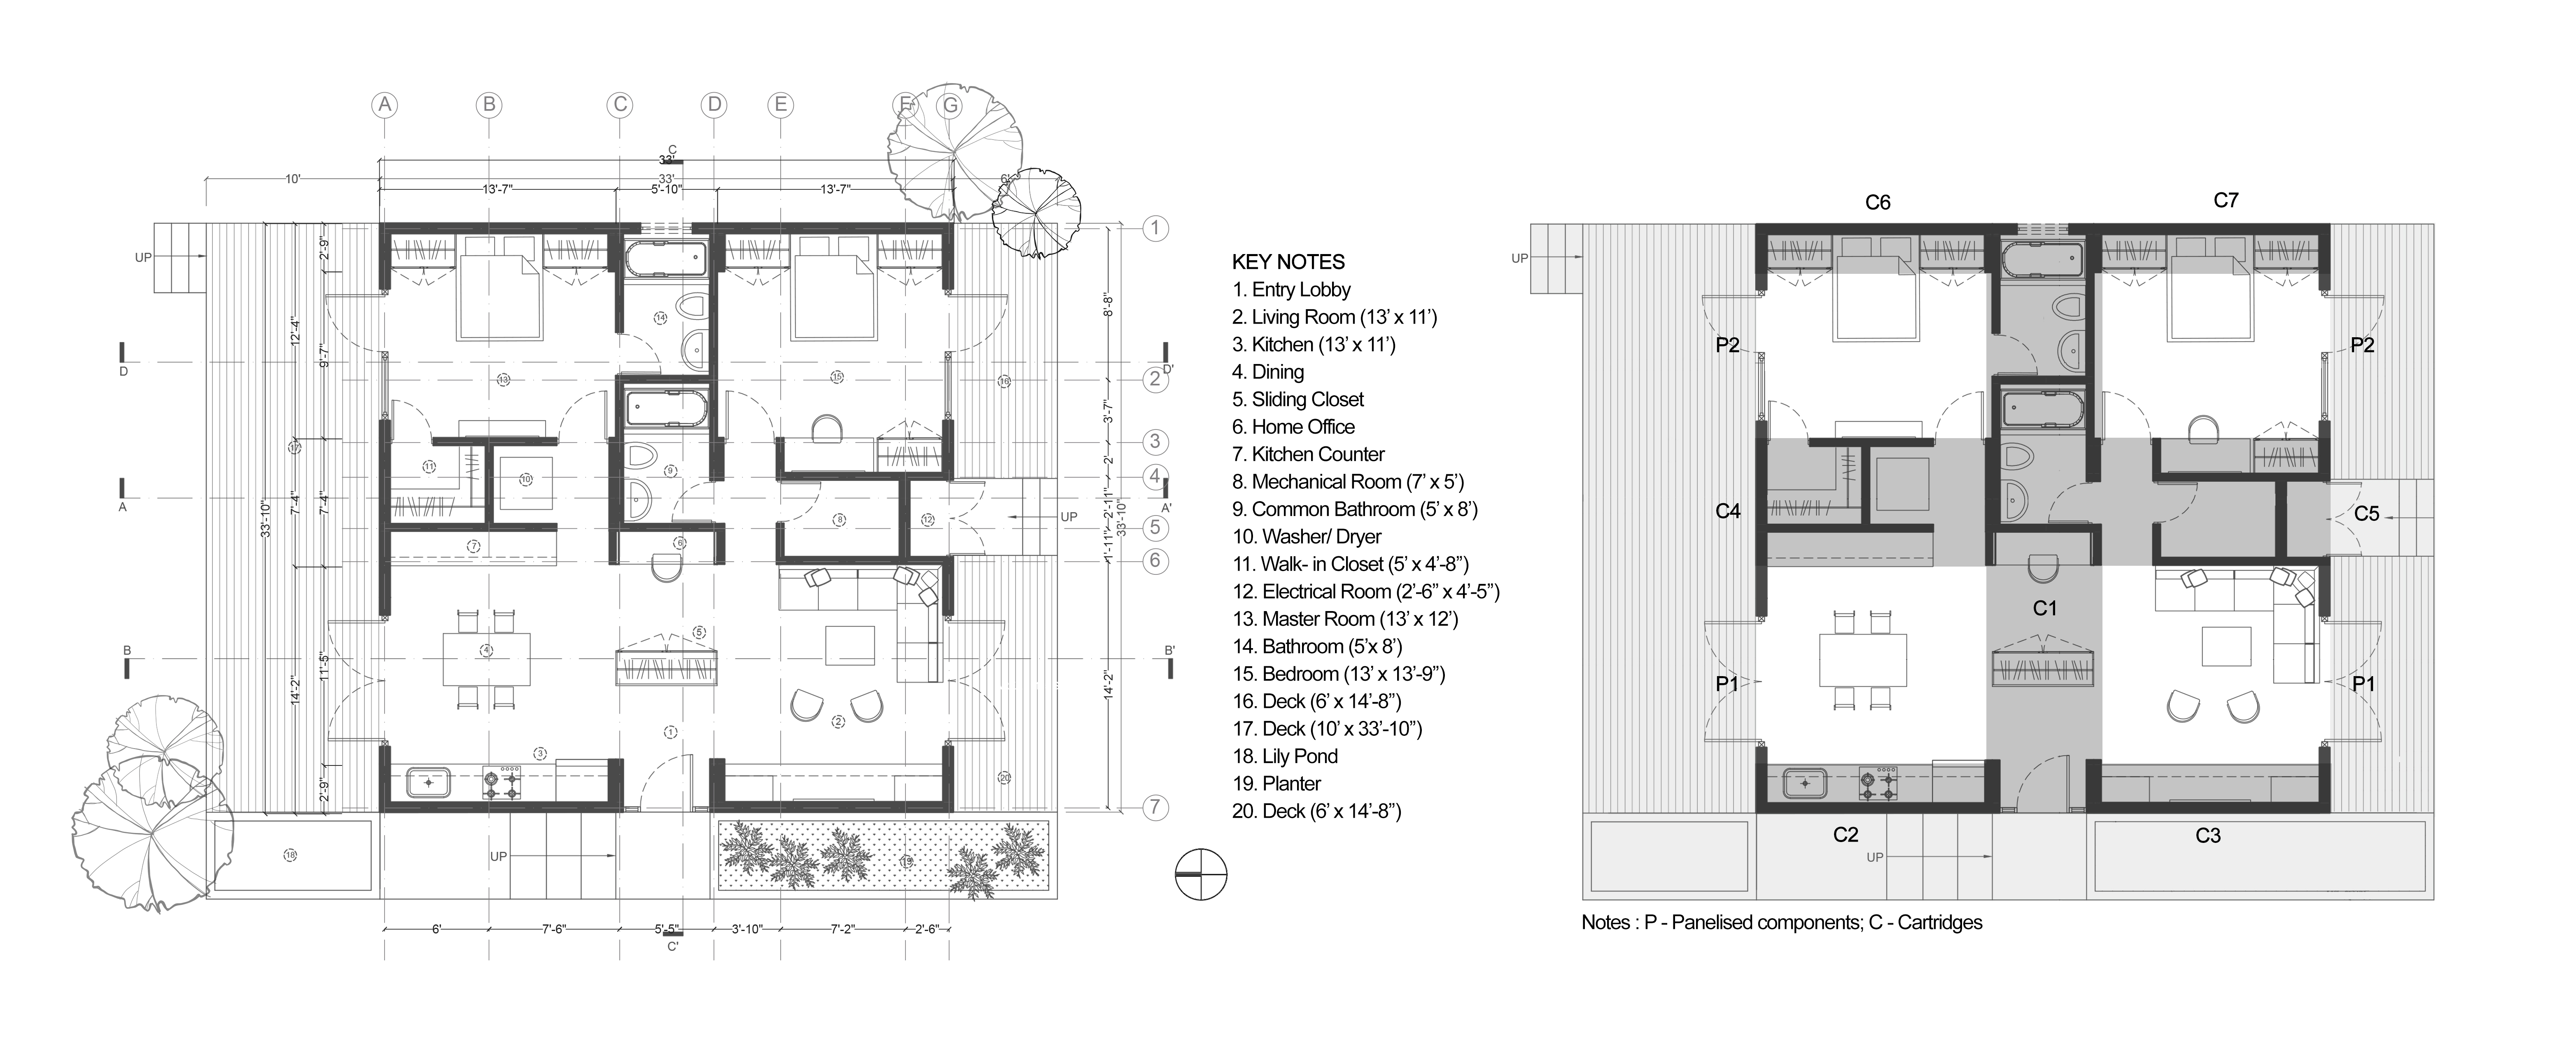 A B C D E F G
C
33'
10' 33' 6'
13'-7" 5'-10" 13'-7"
1
UP
2'-9"
12'-4"
9'-7"
8'-8"
14
D
D'
13 15 16 2
3'-7"
3
17 11 10 9
2'
4
A
A'
33'-10"
7'-4"
7'-4"
8 12
UP
2'-11"
33'-10"
5
7 6
1'-11"
6
5
B
B'
4
14'-2"
11'-5"
14'-2"
2
1
3
20
2'-9"
7
18
UP
19
6' 7'-6" 5'-5" 3'-10" 7'-2" 2'-6"
C'
KEY NOTES
1. Entry Lobby
2. Living Room (13’ x 11’)
3. Kitchen (13’ x 11’)
4. Dining
5. Sliding Closet
6. Home Office
7. Kitchen Counter
8. Mechanical Room (7’ x 5’)
9. Common Bathroom (5’ x 8’)
10. Washer/ Dryer
11. Walk- in Closet (5’ x 4’-8”)
12. Electrical Room (2’-6” x 4’-5”)
13. Master Room (13’ x 12’)
14. Bathroom (5’x 8’)
15. Bedroom (13’ x 13’-9”)
16. Deck (6’ x 14’-8”)
17. Deck (10’ x 33’-10”)
18. Lily Pond
19. Planter
20. Deck (6’ x 14’-8”)
C6 C7
UP
P2 P2
C4 C5
C1
P1 P1
C2 C3
UP
Notes : P - Panelised components; C - Cartridges